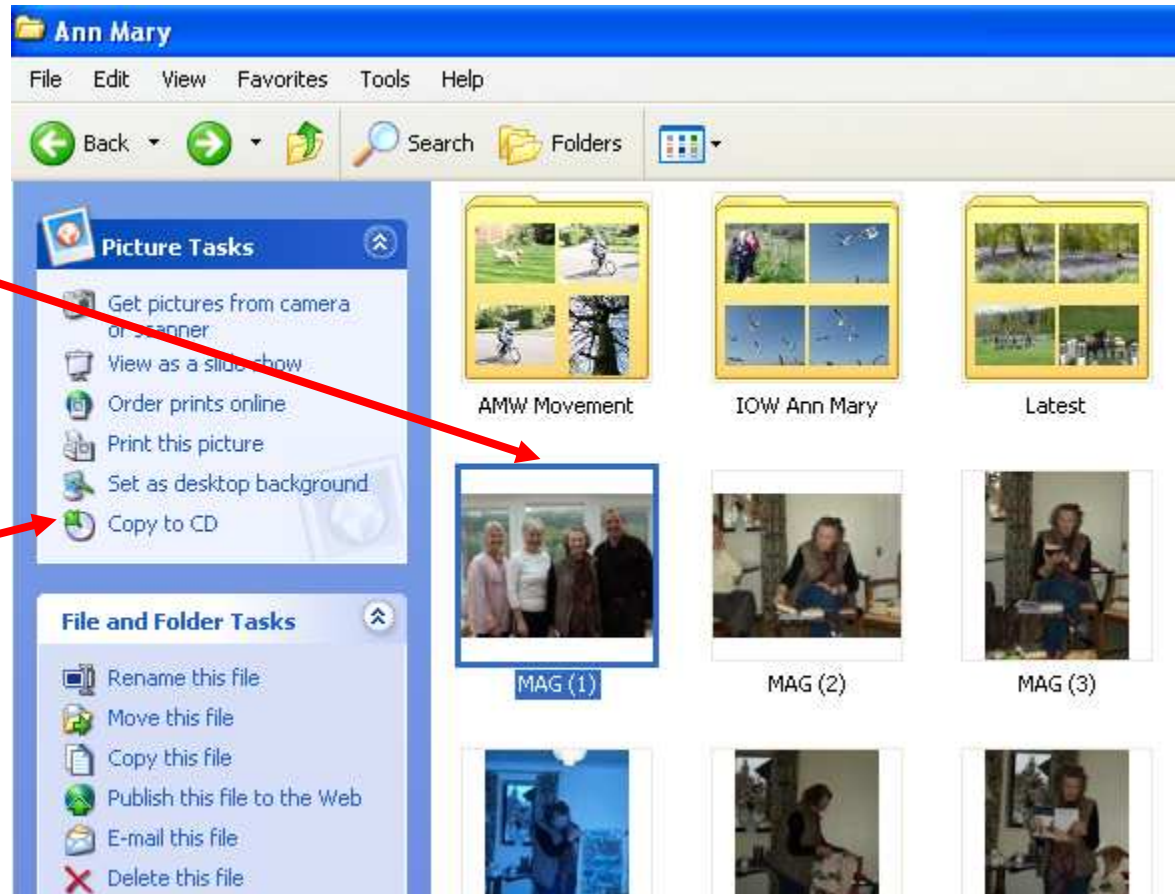 Ann Mary
File Edit View Favorites Tools Help
Back Search Folders
Picture Tasks
Get pictures from camera
or scanner
View as a slide show
Order prints online
Print this picture
Set as desktop background
Copy to CD
File and Folder Tasks
Rename this file
Move this file
Copy this file
Publish this file to the Web
E-mail this file
Delete this file
AMW Movement IOW Ann Mary Latest
MAG (1) MAG (2) MAG (3)